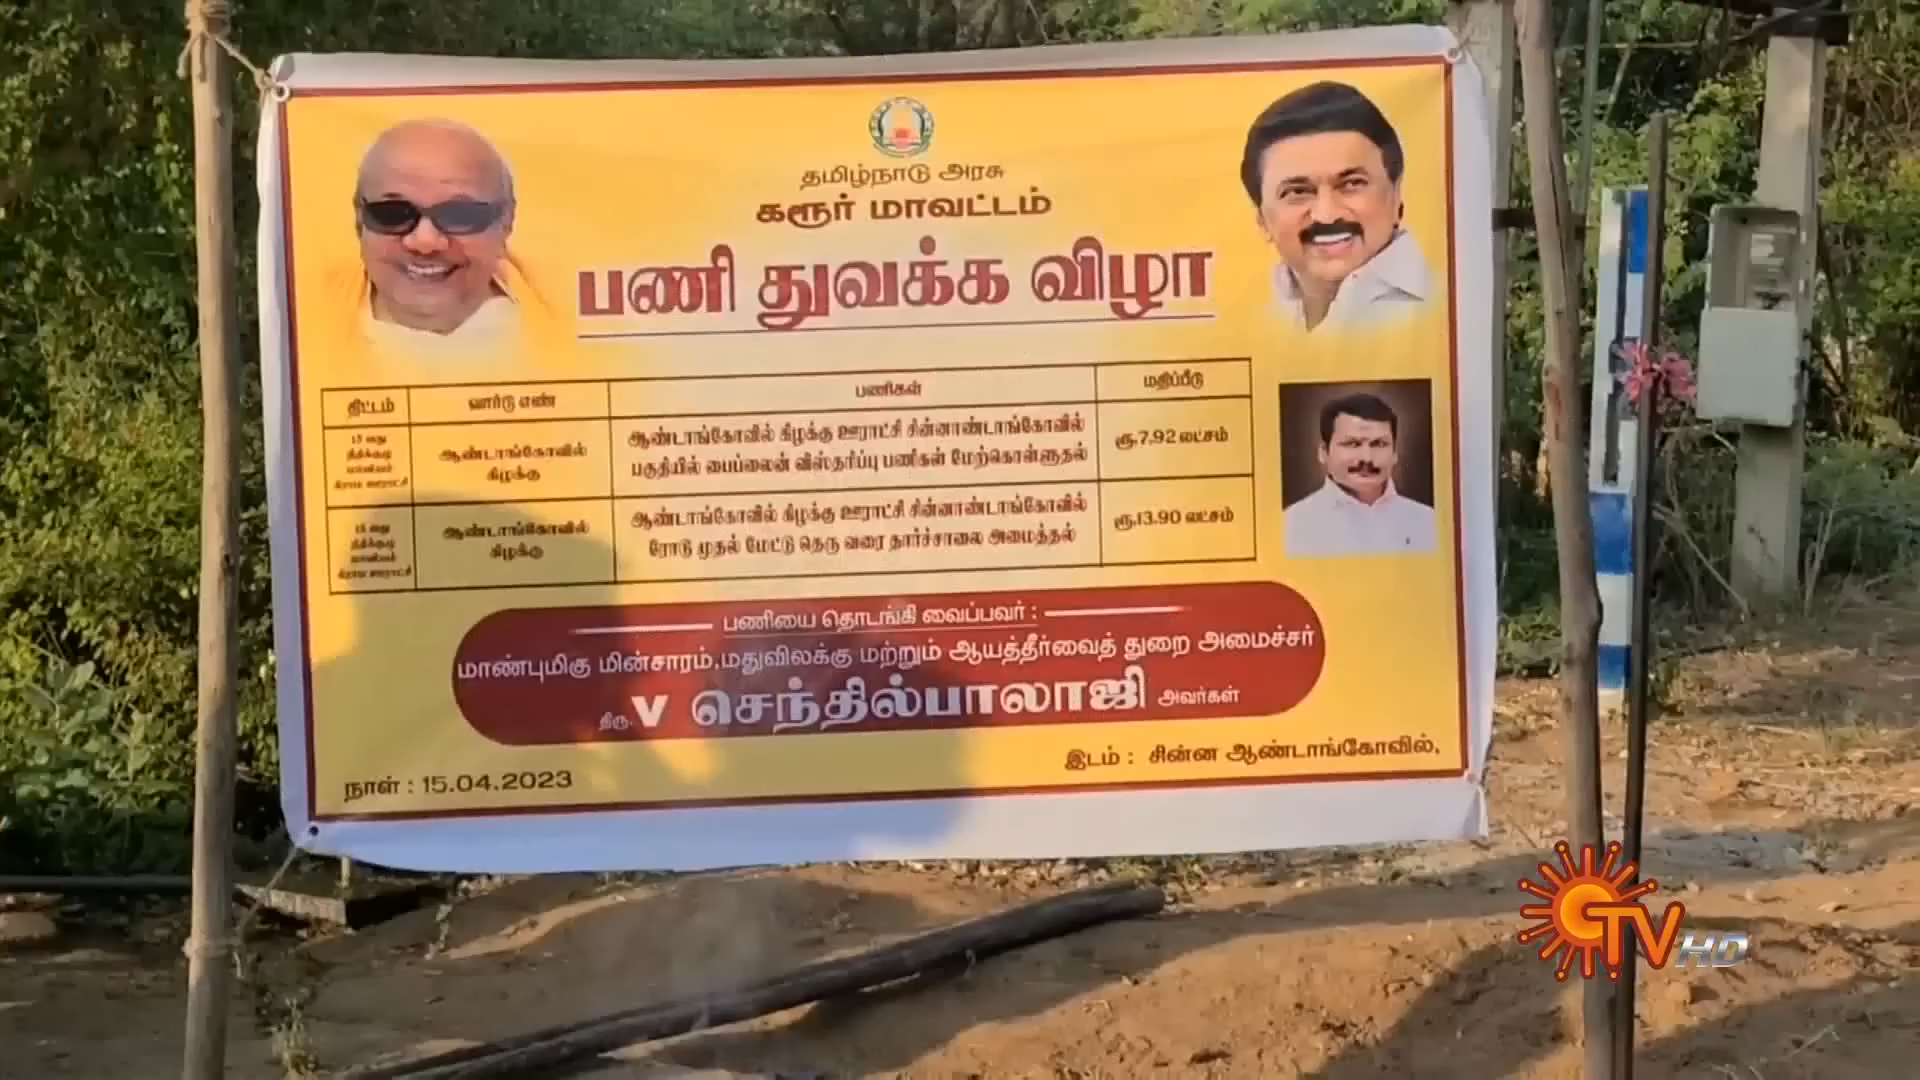 தமிழ்நாடு அரசு
கரூர் மாவட்டம்
பணி துவக்க விழா
திட்டம் வார்டு எண் பணிகள் மதிப்பீடு
15 வது நிதிக்குழு மானியம் கிராம ஊராட்சி
ஆண்டாங்கோவில் கிழக்கு
ஆண்டாங்கோவில் கிழக்கு ஊராட்சி சின்னாண்டாங்கோவில்
பகுதியில் பைப்லைன் விஸ்தரிப்பு பணிகள் மேற்கொள்ளுதல்
ரூ.7.92 லட்சம்
15 வது நிதிக்குழு மானியம் கிராம ஊராட்சி
ஆண்டாங்கோவில் கிழக்கு
ஆண்டாங்கோவில் கிழக்கு ஊராட்சி சின்னாண்டாங்கோவில்
ரோடு முதல் மேட்டு தெரு வரை தார்ச்சாலை அமைத்தல்
ரூ.13.90 லட்சம்
பணியை தொடங்கி வைப்பவர் :
மாண்புமிகு மின்சாரம்,மதுவிலக்கு மற்றும் ஆயத்தீர்வைத் துறை அமைச்சர்
திரு. V செந்தில்பாலாஜி அவர்கள்
நாள் : 15.04.2023
இடம் : சின்ன ஆண்டாங்கோவில்,
TV HD